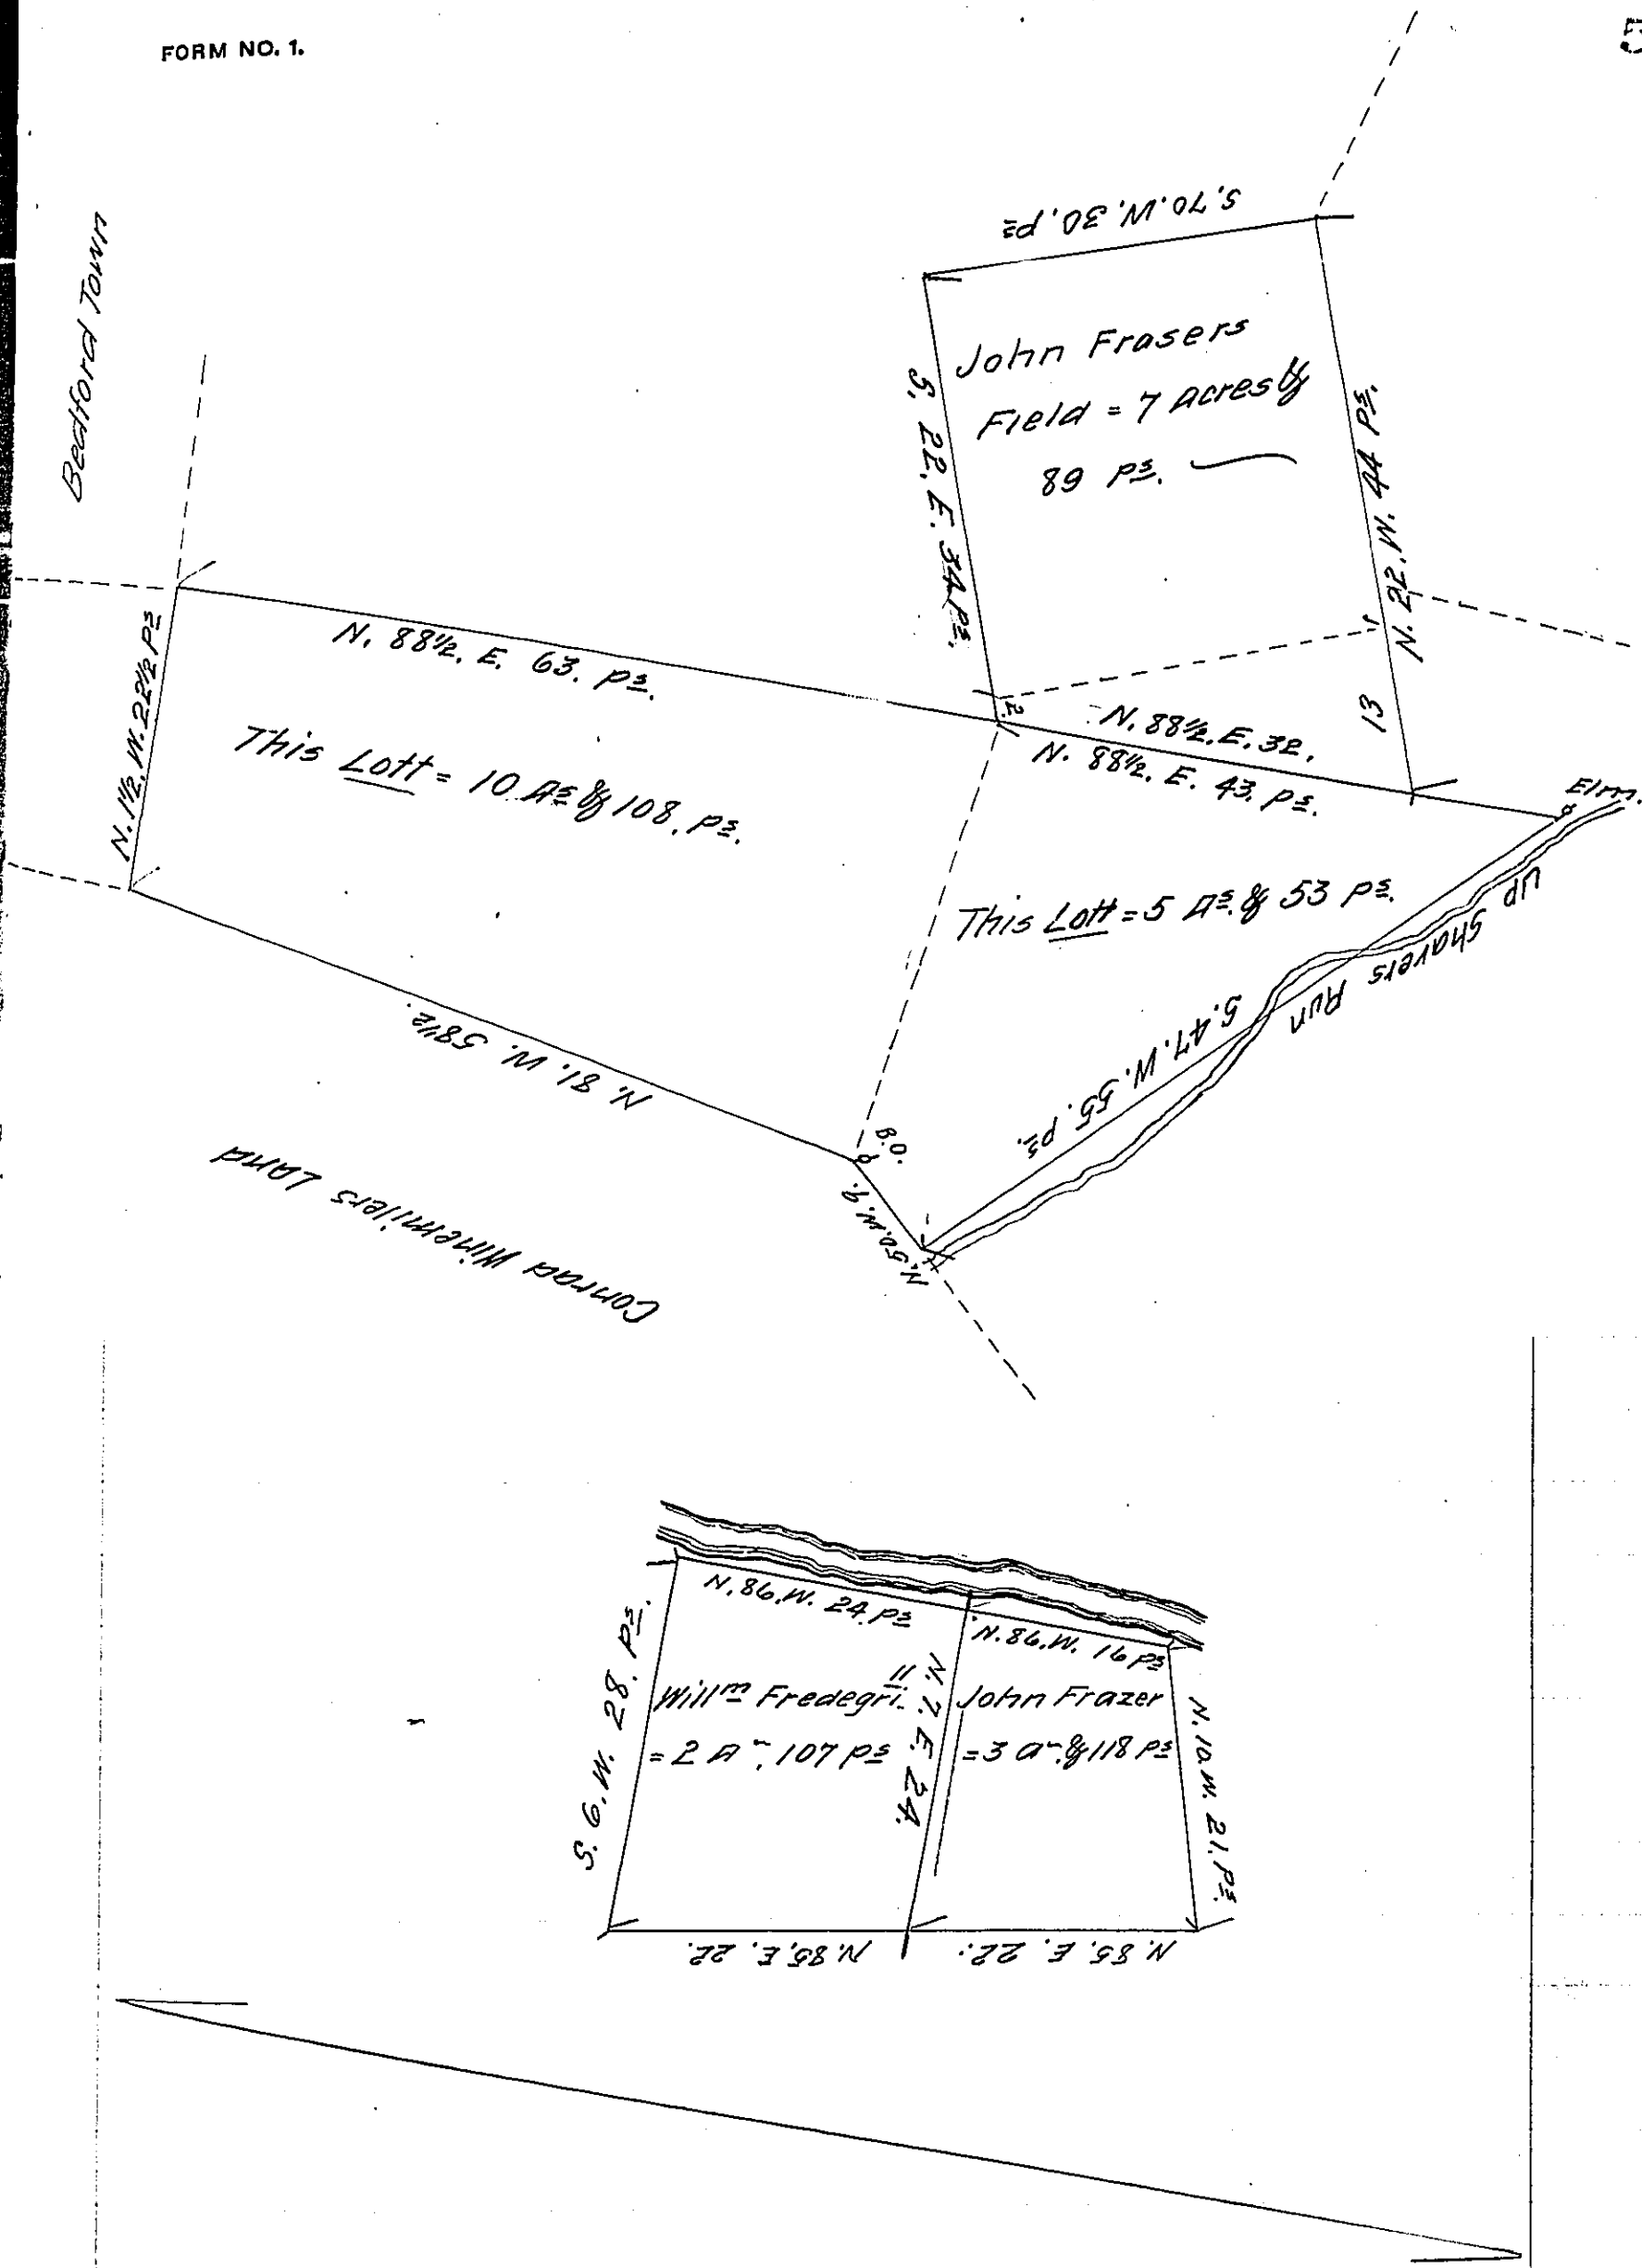 FORM NO. 1.
Bedford Town
S. 70. W. 30. Ps
John Frasers
Field = 7 Acres &
89 Ps.
S. 22. E. 34 Ps.
N. 22. W. 44 Ps.
13
N. 1½. W. 22½ Ps
N. 88½. E. 63. Ps.
2.
N. 88½. E. 32.
N. 88½. E. 43. Ps.
This Lott = 10 As & 108. Ps.
Elm.
This Lott = 5 As. & 53 Ps.
Up Shavers Run
S. 47. W. 55. Ps.
N. 81. W. 58½.
B.O.
N. 50. W. 9.
Conrad Winemilers Land
N. 86. W. 24. Ps
N. 86. W. 16 Ps
S. 6. W. 28. Ps.
Willm Fredegri.
= 2 A. 107 Ps
11
N. 7. E. 24.
John Frazer
= 3 a. & 118 Ps
N. 10. W. 21. Ps.
N. 85. E. 22.
N. 85. E. 22.